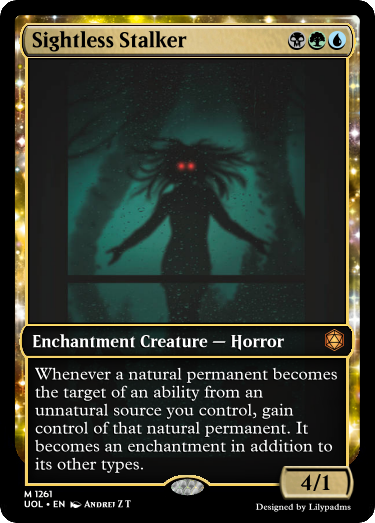 Sightless Stalker
Enchantment Creature — Horror
Whenever a natural permanent becomes
the target of an ability from an
unnatural source you control, gain
control of that natural permanent. It
becomes an enchantment in addition to
its other types.
4/1
M 1261
UOL • EN Andrei ZT
Designed by Lilypadms